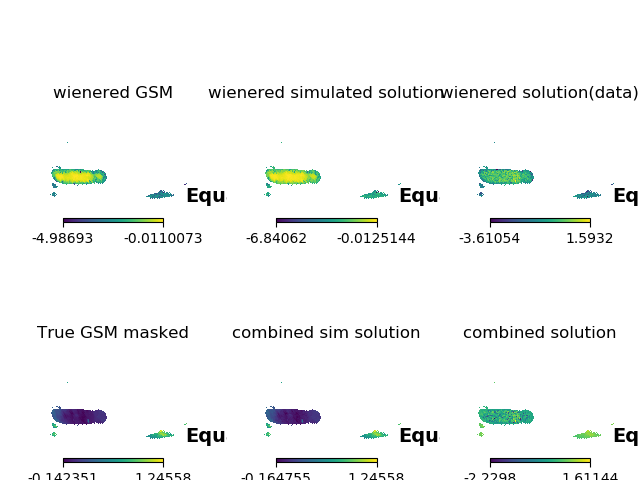 wienered GSM
wienered simulated solution
wienered solution(data)
Equ
Equ
Eq
-4.98693 -0.0110073
-6.84062 -0.0125144
-3.61054 1.5932
True GSM masked
combined sim solution
combined solution
Equ
Equ
Eq
-0.142351 1.24558
-0.164755 1.24558
-2.2298 1.61144